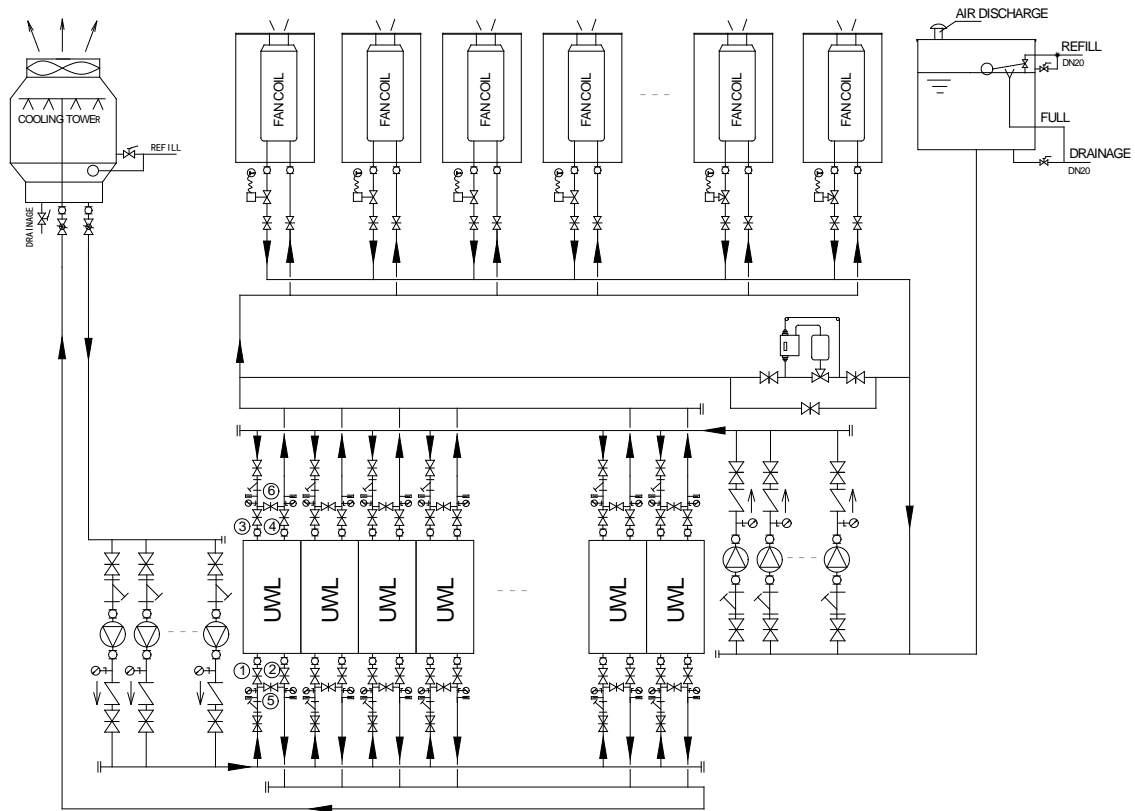 AIR DISCHARGE
REFILL
DN20
FAN COIL
FAN COIL
FAN COIL
FAN COIL
FAN COIL
FAN COIL
COOLING TOWER
REFILL
FULL
DRAINAGE
DN20
DRAINAGE
6
3
4
UWL
UWL
UWL
UWL
UWL
UWL
1
2
5